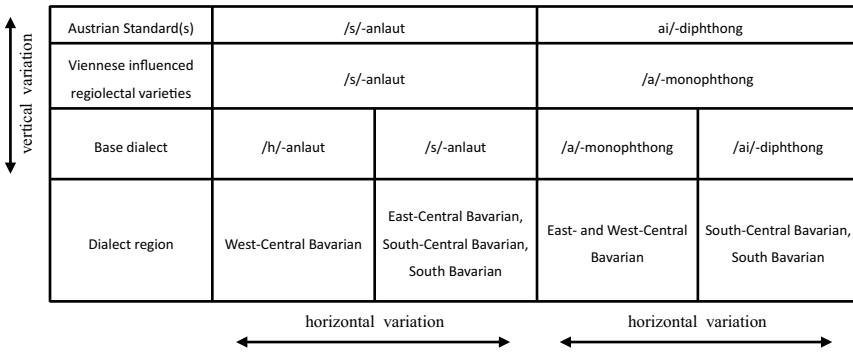 Austrian Standard(s) /s/-anlaut ai/-diphthong
Viennese influenced
regiolectal varieties
/s/-anlaut /a/-monophthong
Base dialect /h/-anlaut /s/-anlaut /a/-monophthong /ai/-diphthong
Dialect region
West-Central Bavarian
East-Central Bavarian,
South-Central Bavarian,
South Bavarian
East- and West-Central
Bavarian
South-Central Bavarian,
South Bavarian
vertical variation
horizontal variation horizontal variation